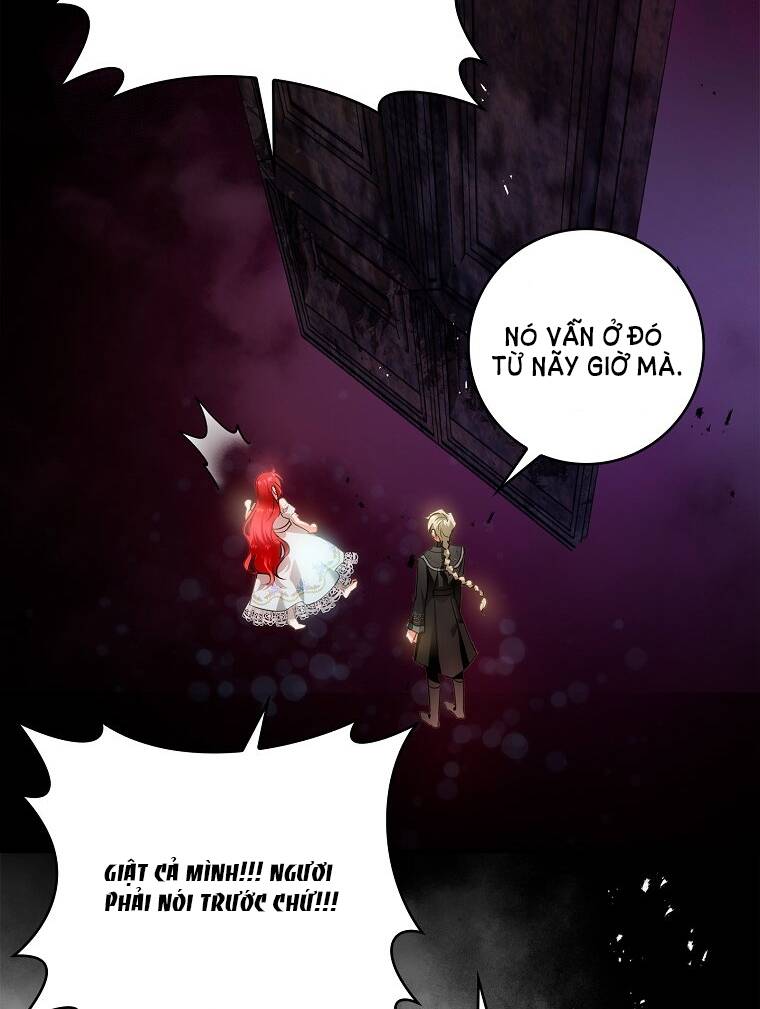 NÓ VẪN Ở ĐÓ
TỪ NÃY GIỜ MÀ.
GIẬT CẢ MÌNH!!! NGƯƠI
PHẢI NÓI TRƯỚC CHỨ!!!